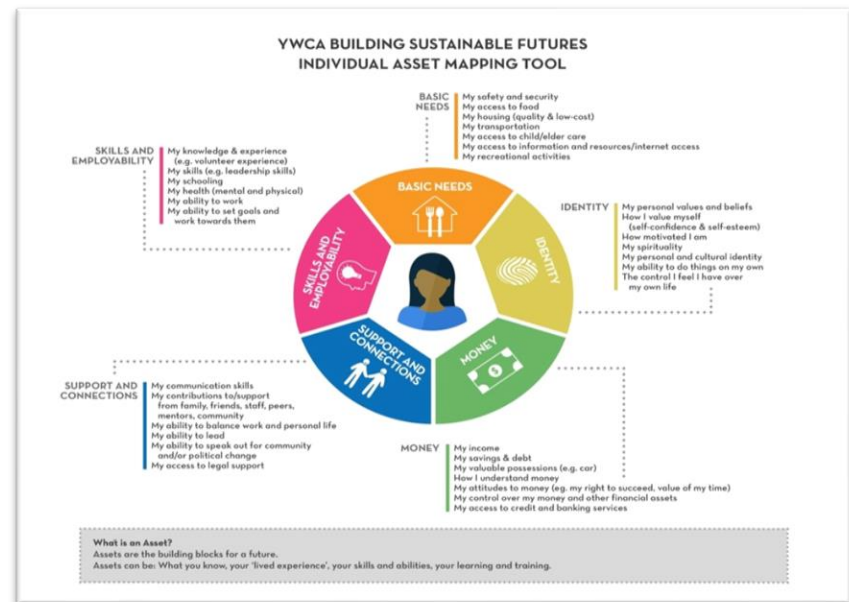 YWCA BUILDING SUSTAINABLE FUTURES
INDIVIDUAL ASSET MAPPING TOOL
BASIC
NEEDS
My safety and security
My access to food
My housing (quality & low-cost)
My transportation
My access to child/elder care
My access to information and resources/internet access
My recreational activities
SKILLS AND
EMPLOYABILITY
My knowledge & experience
(e.g. volunteer experience)
My skills (e.g. leadership skills)
My schooling
My health (mental and physical)
My ability to work
My ability to set goals and
work towards them
BASIC NEEDS
IDENTITY
My personal values and beliefs
How I value myself
(self-confidence & self-esteem)
How motivated I am
My spirituality
My personal and cultural identity
My ability to do things on my own
The control I feel I have over
my own life
SKILLS AND
EMPLOYABILITY
IDENTITY
SUPPORT AND
CONNECTIONS
MONEY
SUPPORT AND
CONNECTIONS
My communication skills
My contributions to/support
from family, friends, staff, peers,
mentors, community
My ability to balance work and personal life
My ability to lead
My ability to speak out for community
and/or political change
My access to legal support
MONEY
My income
My savings & debt
My valuable possessions (e.g. car)
How I understand money
My attitudes to money (eg. my right to succeed, value of my time)
My control over my money and other financial assets
My access to credit and banking services
What is an Asset?
Assets are the building blocks for a future.
Assets can be: What you know, your 'lived experience', your skills and abilities, your learning and training.